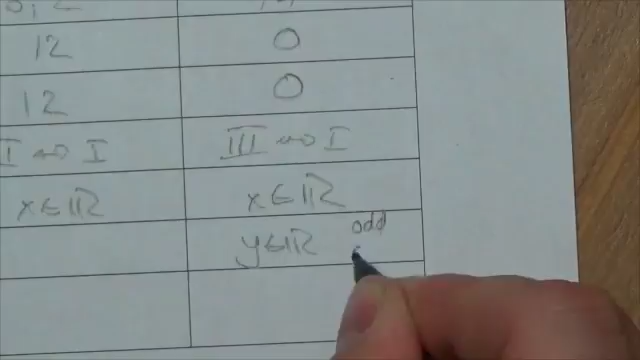 12 0
12 0
I ↔ I III ↔ I
x∈ℝ x∈ℝ
odd
y∈ℝ